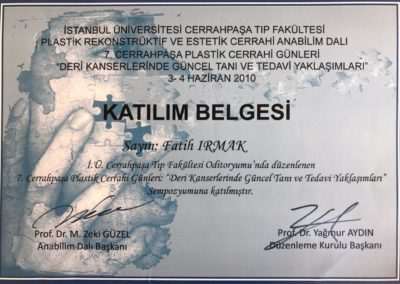 İSTANBUL ÜNİVERSİTESİ CERRAHPAŞA TIP FAKÜLTESİ
PLASTİK REKONSTRÜKTİF VE ESTETİK CERRAHİ ANABİLİM DALI
7. CERRAHPAŞA PLASTİK CERRAHİ GÜNLERİ
"DERİ KANSERLERİNDE GÜNCEL TANI VE TEDAVİ YAKLAŞIMLARI"
3- 4 HAZİRAN 2010
KATILIM BELGESİ
Sayın: Fatih IRMAK
İ.Ü. Cerrahpaşa Tıp Fakültesi Oditoryumu'nda düzenlenen
7. Cerrahpaşa Plastik Cerrahi Günleri: "Deri Kanserlerinde Güncel Tanı ve Tedavi Yaklaşımları"
Sempozyumuna katılmıştır.
Prof. Dr. M. Zeki GÜZEL
Anabilim Dalı Başkanı
Prof. Dr. Yağmur AYDIN
Düzenleme Kurulu Başkanı